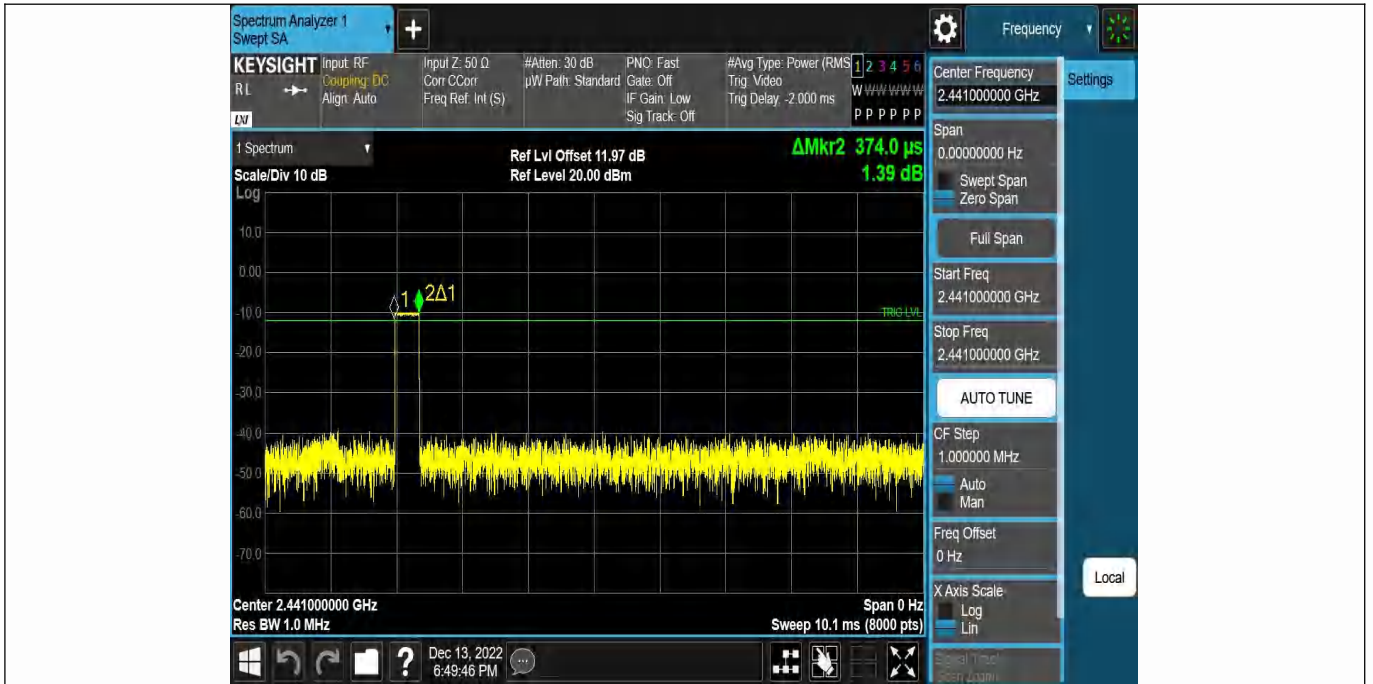 Spectrum Analyzer 1
Swept SA
+
Frequency
KEYSIGHT
RL
LXI
Input: RF
Coupling: DC
Align: Auto
Input Z: 50 Ω
Corr CCorr
Freq Ref: Int (S)
#Atten: 30 dB
µW Path: Standard
PNO: Fast
Gate: Off
IF Gain: Low
Sig Track: Off
#Avg Type: Power (RMS
Trig: Video
Trig Delay: -2.000 ms
1 2 3 4 5 6
W W W W W W
P P P P P P
Center Frequency
2.441000000 GHz
Settings
1 Spectrum
Scale/Div 10 dB
Ref Lvl Offset 11.97 dB
Ref Level 20.00 dBm
ΔMkr2 374.0 µs
1.39 dB
Span
0.00000000 Hz
Swept Span
Zero Span
Full Span
Start Freq
2.441000000 GHz
Stop Freq
2.441000000 GHz
AUTO TUNE
CF Step
1.000000 MHz
Auto
Man
Freq Offset
0 Hz
X Axis Scale
Log
Lin
Signal Track
Local
Log
10.0
0.00
-10.0
-20.0
-30.0
-40.0
-50.0
-60.0
-70.0
1
2Δ1
TRIG LVL
Center 2.441000000 GHz
Res BW 1.0 MHz
Span 0 Hz
Sweep 10.1 ms (8000 pts)
?
Dec 13, 2022
6:49:46 PM